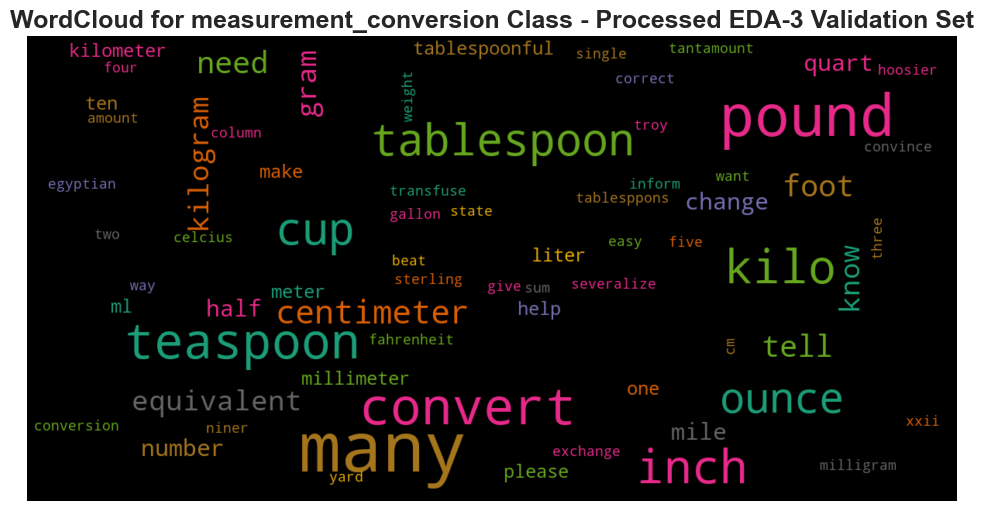 WordCloud for measurement_conversion Class - Processed EDA-3 Validation Set
kilometer
four
need
gram
tablespoonful
single
tantamount
quart
hoosier
correct
weight
ten
amount
kilogram
column
tablespoon
troy
pound
convince
egyptian
make
transfuse
inform
tablesppons
want
change
foot
gallon
state
two
celcius
cup
beat
liter
easy
five
three
know
kilo
way
meter
sterling
give
sum
severalize
ml
half
centimeter
help
teaspoon
fahrenheit
cm
tell
millimeter
one
equivalent
convert
ounce
conversion
niner
number
many
yard
exchange
please
mile
inch
xxii
milligram